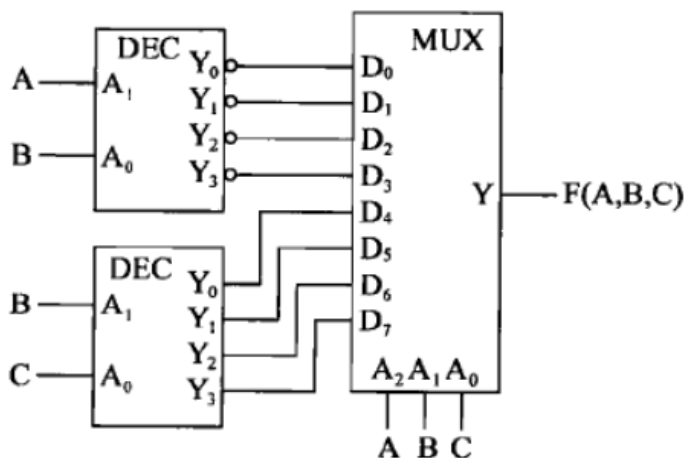 DEC
A
A₁
B
A₀
Y₀
Y₁
Y₂
Y₃
DEC
B
A₁
C
A₀
Y₀
Y₁
Y₂
Y₃
MUX
D₀
D₁
D₂
D₃
D₄
D₅
D₆
D₇
Y
F(A,B,C)
A₂ A₁ A₀
A B C